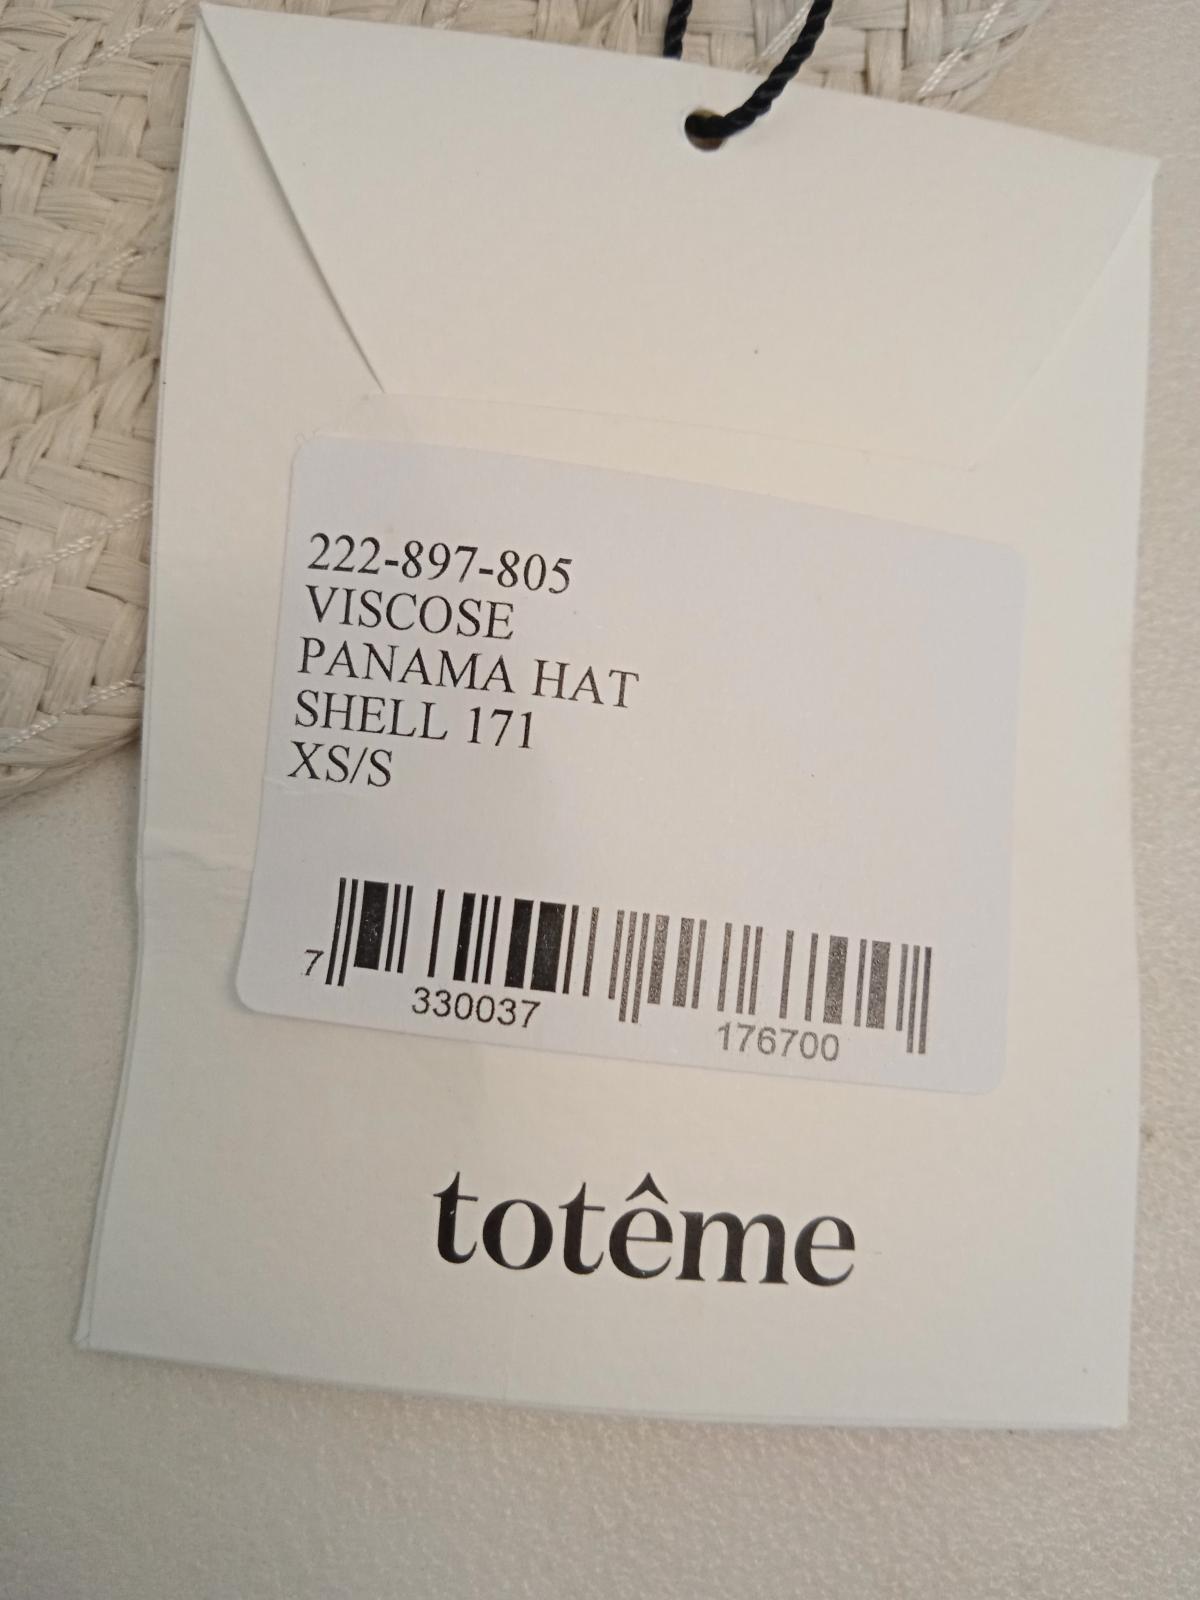 222-897-805
VISCOSE
PANAMA HAT
SHELL 171
XS/S
7 330037 176700
totême